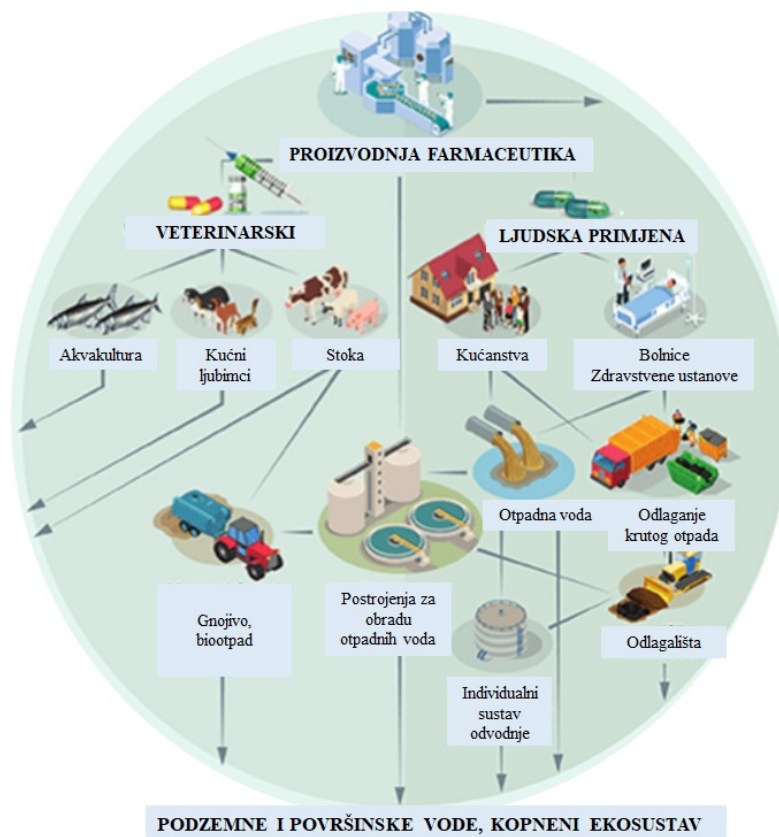 PROIZVODNJA FARMACEUTIKA
VETERINARSKI
LJUDSKA PRIMJENA
Akvakultura
Kućni
ljubimci
Stoka
Kućanstva
Bolnice
Zdravstvene ustanove
Otpadna voda
Odlaganje
krutog otpada
Gnojivo,
biootpad
Postrojenja za
obradu
otpadnih voda
Individualni
sustav
odvodnje
Odlagališta
PODZEMNE I POVRŠINSKE VODE, KOPNENI EKOSUSTAV